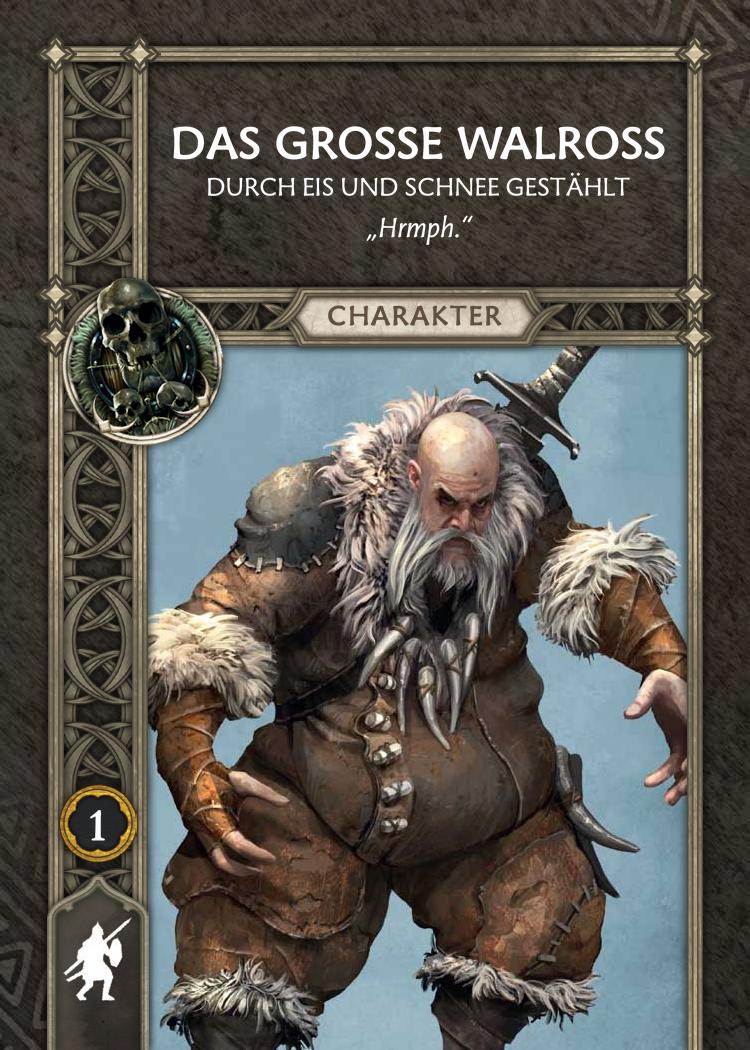 DAS GROSSE WALROSS
DURCH EIS UND SCHNEE GESTÄHLT
„Hrmph.“
CHARAKTER
1